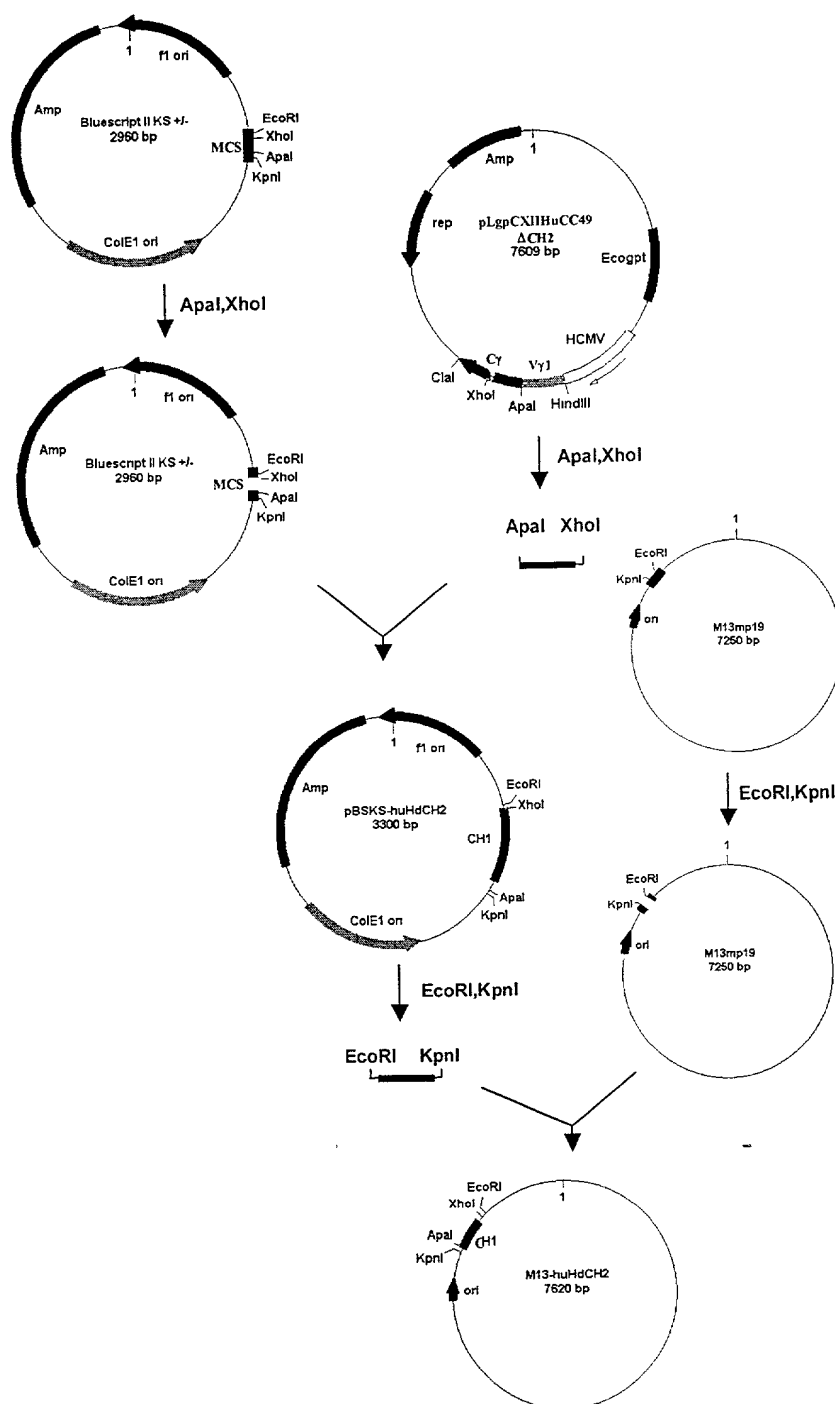 1
f1 ori
Amp
Bluescript II KS +/-
2960 bp
EcoRI
XhoI
MCS
ApaI
KpnI
ColE1 ori
ApaI,XhoI
1
Amp
rep
pLgpCXIIHuCC49
ΔCH2
7609 bp
Ecogpt
HCMV
Cγ
Vγ1
ClaI
XhoI
ApaI
HindIII
ApaI,XhoI
ApaI XhoI
1
f1 ori
Amp
Bluescript II KS +/-
2960 bp
EcoRI
XhoI
MCS
ApaI
KpnI
ColE1 ori
1
EcoRI
KpnI
ori
M13mp19
7250 bp
EcoRI,KpnI
1
f1 ori
Amp
pBSKS-huHdCH2
3300 bp
EcoRI
XhoI
CH1
ApaI
KpnI
ColE1 ori
EcoRI,KpnI
EcoRI KpnI
1
EcoRI
KpnI
ori
M13mp19
7250 bp
1
EcoRI
XhoI
ApaI
CH1
KpnI
ori
M13-huHdCH2
7620 bp